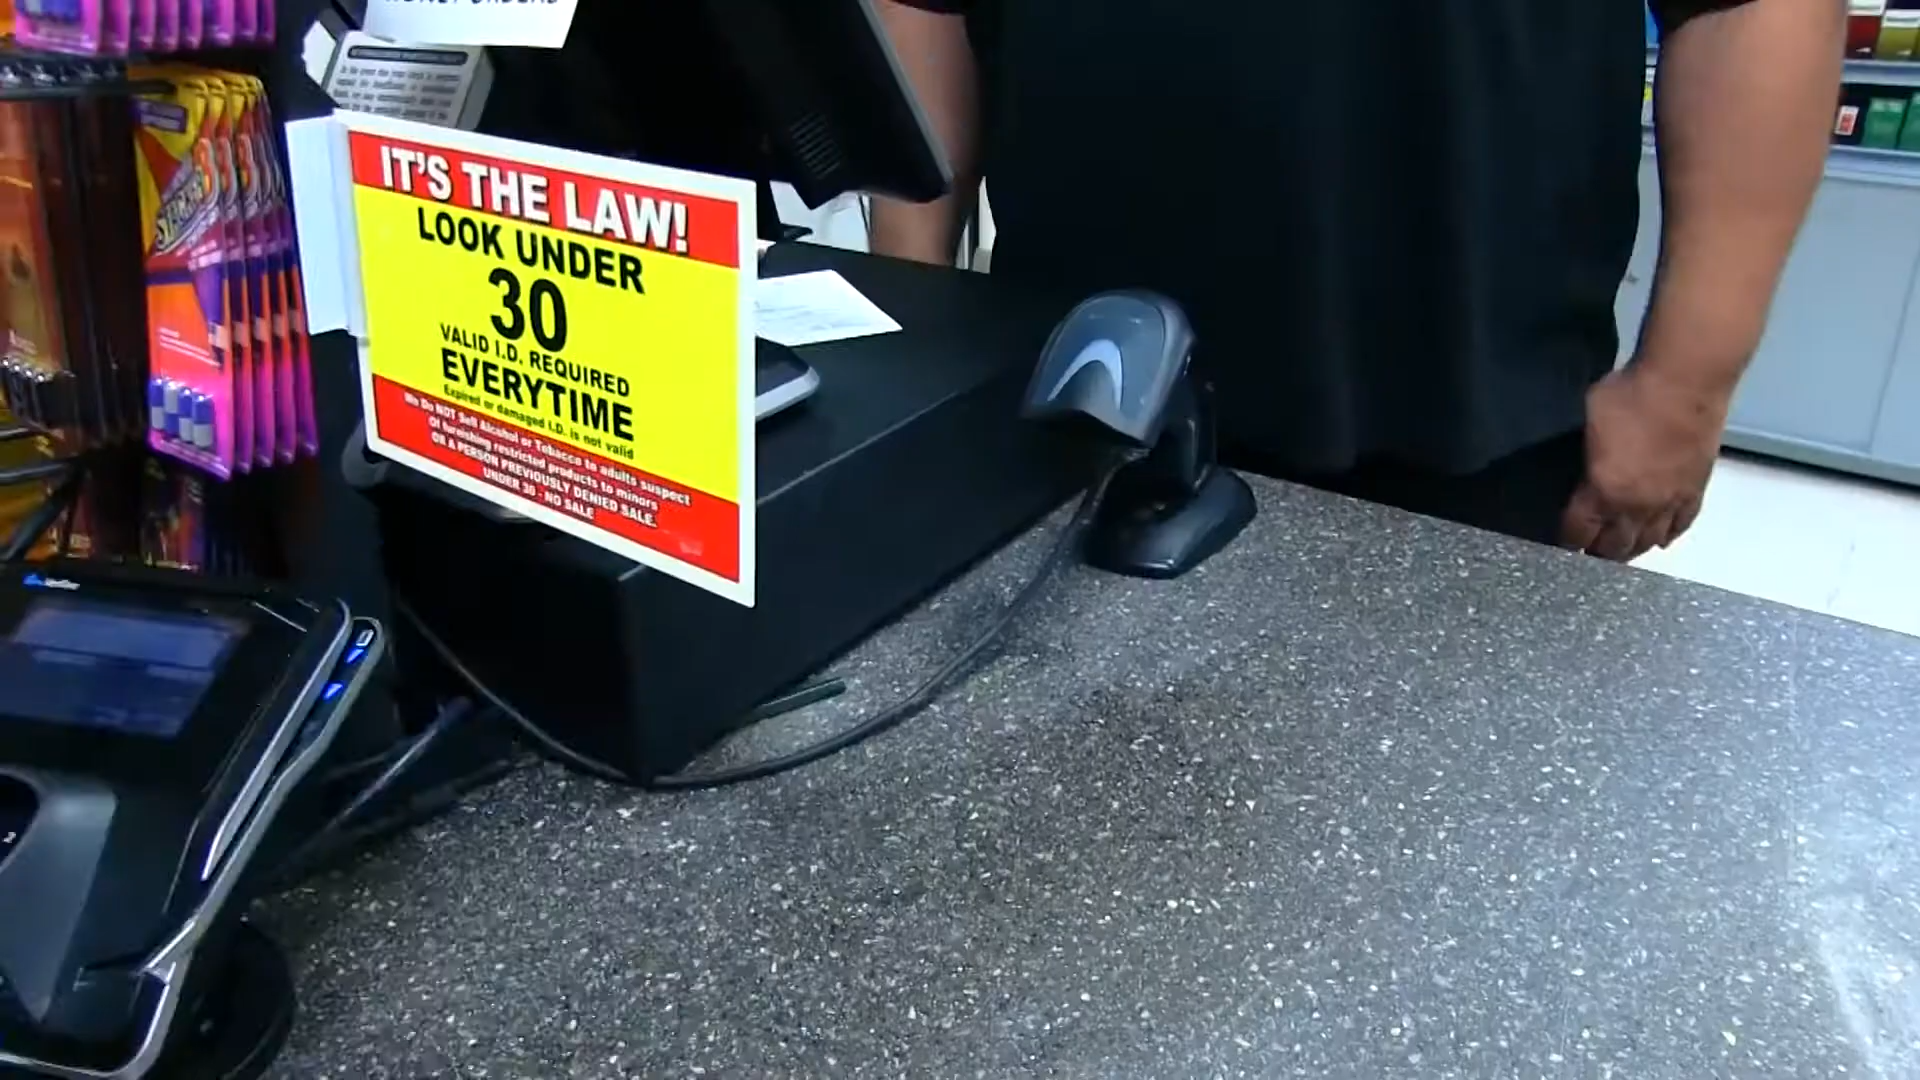 IT'S THE LAW!
LOOK UNDER
30
VALID I.D. REQUIRED
EVERYTIME
Expired or damaged I.D. is not valid
We Do NOT Sell Alcohol or Tobacco to adults suspect
Of furnishing restricted products to minors
OR A PERSON PREVIOUSLY DENIED SALE.
UNDER 30 - NO SALE